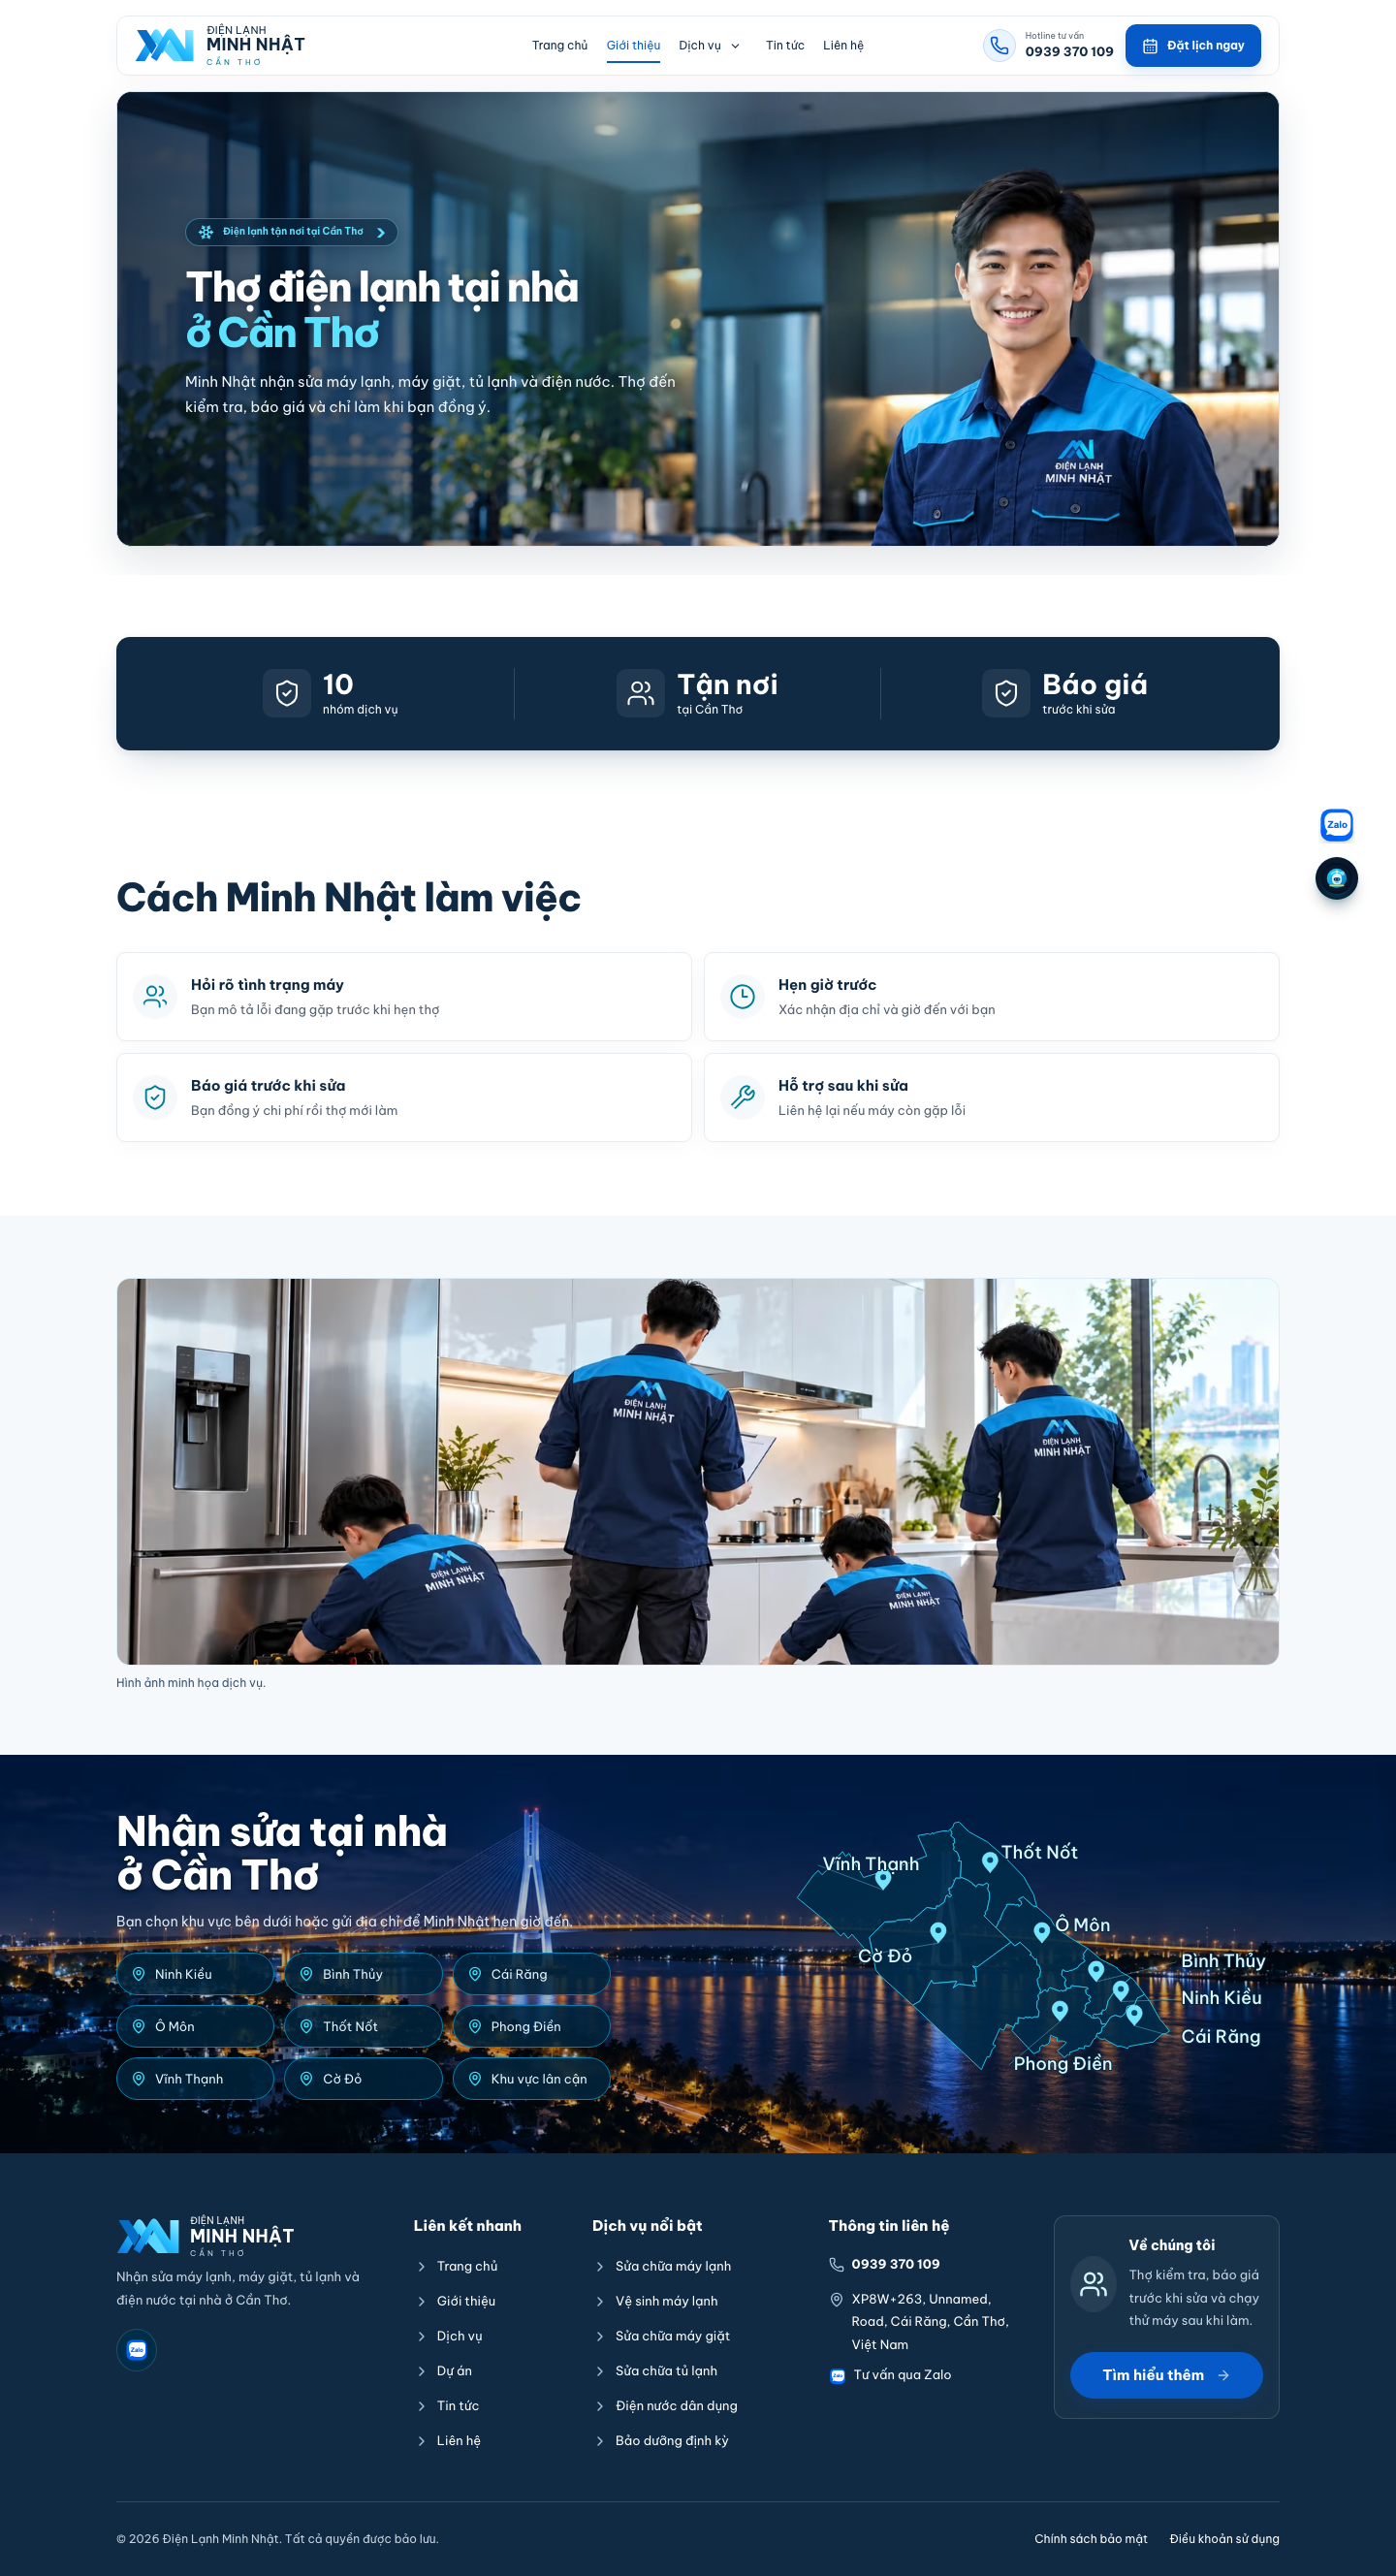 ĐIỆN LẠNH
MINH NHẬT
CẦN THƠ
Trang chủ
Giới thiệu
Dịch vụ
Tin tức
Liên hệ
Hotline tư vấn
0939 370 109
Đặt lịch ngay
Điện lạnh tận nơi tại Cần Thơ
Thợ điện lạnh tại nhà
ở Cần Thơ
Minh Nhật nhận sửa máy lạnh, máy giặt, tủ lạnh và điện nước. Thợ đến
kiểm tra, báo giá và chỉ làm khi bạn đồng ý.
ĐIỆN LẠNH
MINH NHẬT
10
nhóm dịch vụ
Tận nơi
tại Cần Thơ
Báo giá
trước khi sửa
Zalo
Cách Minh Nhật làm việc
Hỏi rõ tình trạng máy
Bạn mô tả lỗi đang gặp trước khi hẹn thợ
Hẹn giờ trước
Xác nhận địa chỉ và giờ đến với bạn
Báo giá trước khi sửa
Bạn đồng ý chi phí rồi thợ mới làm
Hỗ trợ sau khi sửa
Liên hệ lại nếu máy còn gặp lỗi
ĐIỆN LẠNH
MINH NHẬT
ĐIỆN LẠNH
MINH NHẬT
ĐIỆN LẠNH
MINH NHẬT
ĐIỆN LẠNH
MINH NHẬT
Hình ảnh minh họa dịch vụ.
Nhận sửa tại nhà
ở Cần Thơ
Bạn chọn khu vực bên dưới hoặc gửi địa chỉ để Minh Nhật hẹn giờ đến.
Ninh Kiều
Bình Thủy
Cái Răng
Ô Môn
Thốt Nốt
Phong Điền
Vĩnh Thạnh
Cờ Đỏ
Khu vực lân cận
Vĩnh Thạnh
Thốt Nốt
Ô Môn
Cờ Đỏ
Bình Thủy
Ninh Kiều
Cái Răng
Phong Điền
ĐIỆN LẠNH
MINH NHẬT
CẦN THƠ
Nhận sửa máy lạnh, máy giặt, tủ lạnh và
điện nước tại nhà ở Cần Thơ.
Zalo
Liên kết nhanh
Trang chủ
Giới thiệu
Dịch vụ
Dự án
Tin tức
Liên hệ
Dịch vụ nổi bật
Sửa chữa máy lạnh
Vệ sinh máy lạnh
Sửa chữa máy giặt
Sửa chữa tủ lạnh
Điện nước dân dụng
Bảo dưỡng định kỳ
Thông tin liên hệ
0939 370 109
XP8W+263, Unnamed,
Road, Cái Răng, Cần Thơ,
Việt Nam
Tư vấn qua Zalo
Về chúng tôi
Thợ kiểm tra, báo giá
trước khi sửa và chạy
thử máy sau khi làm.
Tìm hiểu thêm
© 2026 Điện Lạnh Minh Nhật. Tất cả quyền được bảo lưu.
Chính sách bảo mật
Điều khoản sử dụng